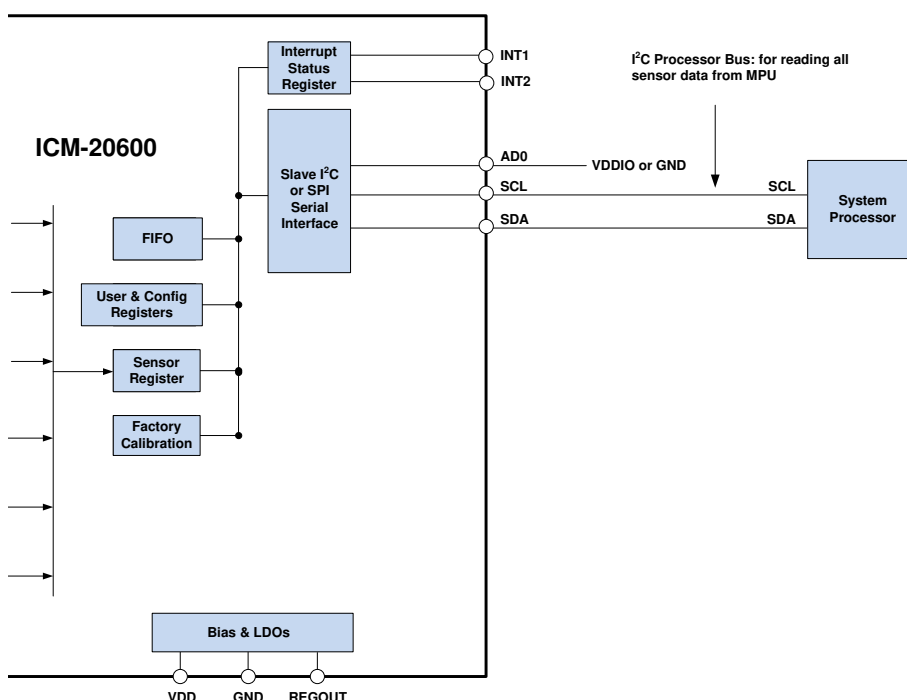 Interrupt
Status
Register
INT1
INT2
I²C Processor Bus: for reading all
sensor data from MPU
ICM-20600
Slave I²C
or SPI
Serial
Interface
AD0
VDDIO or GND
SCL
SCL
SDA
SDA
System
Processor
FIFO
User & Config
Registers
Sensor
Register
Factory
Calibration
Bias & LDOs
VDD
GND
REGOUT